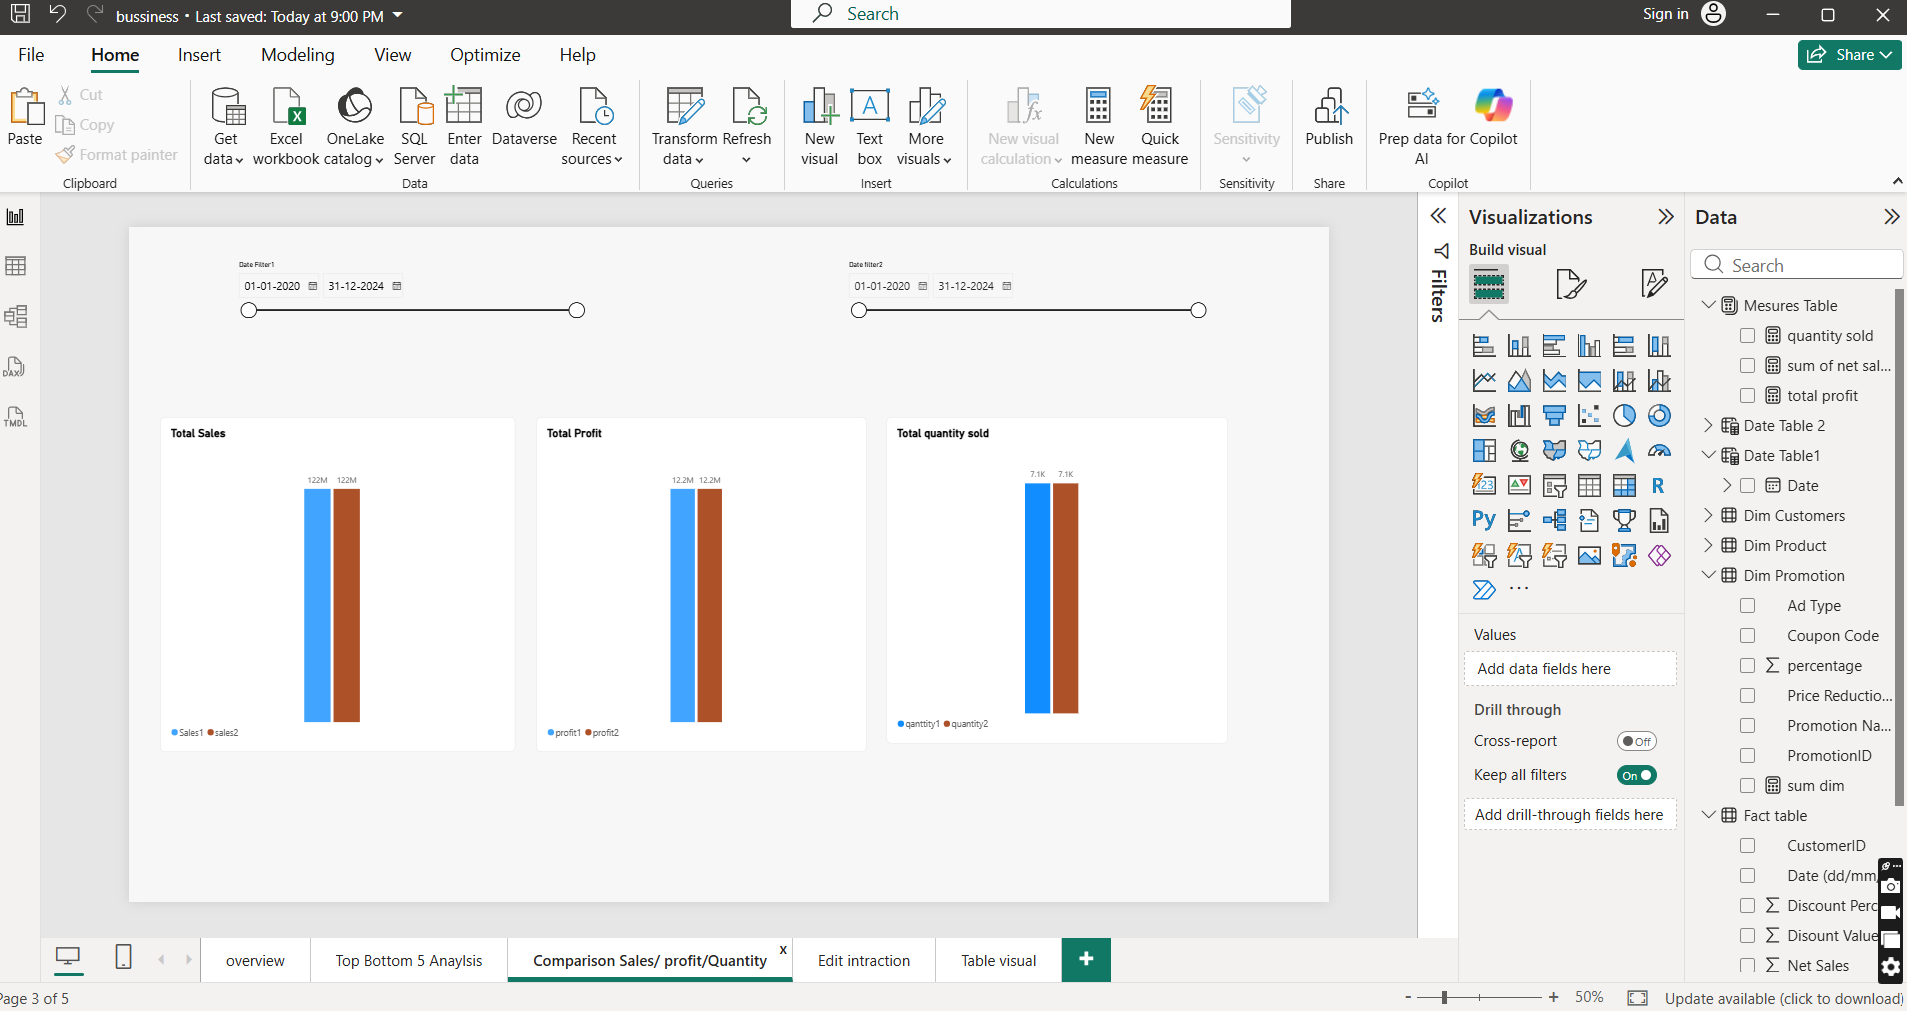 bussiness • Last saved: Today at 9:00 PM
Search
Sign in
File
Home
Insert
Modeling
View
Optimize
Help
Share
Paste
Cut
Copy
Format painter
Clipboard
Get data
Excel workbook
OneLake catalog
SQL Server
Enter data
Dataverse
Recent sources
Data
Transform data
Refresh
Queries
New visual
Text box
More visuals
Insert
New visual calculation
New measure
Quick measure
Calculations
Sensitivity
Sensitivity
Publish
Share
Prep data for AI
Copilot
Copilot
DAX
TMDL
Date Filter1
01-01-2020
31-12-2024
Date filter2
01-01-2020
31-12-2024
Total Sales
122M 122M
Sales1 sales2
Total Profit
12.2M 12.2M
profit1 profit2
Total quantity sold
7.1K 7.1K
qanttity1 quantity2
Filters
Visualizations
Build visual
123
R
Py
Values
Add data fields here
Drill through
Cross-report
Off
Keep all filters
On
Add drill-through fields here
Data
Search
Mesures Table
quantity sold
sum of net sal...
total profit
Date Table 2
Date Table1
Date
Dim Customers
Dim Product
Dim Promotion
Ad Type
Coupon Code
percentage
Price Reductio...
Promotion Na...
PromotionID
sum dim
Fact table
CustomerID
Date (dd/mm/
Discount Perc
Disount Value
Net Sales
overview
Top Bottom 5 Anaylsis
Comparison Sales/ profit/Quantity
x
Edit intraction
Table visual
+
Page 3 of 5
- + 50%
Update available (click to download)